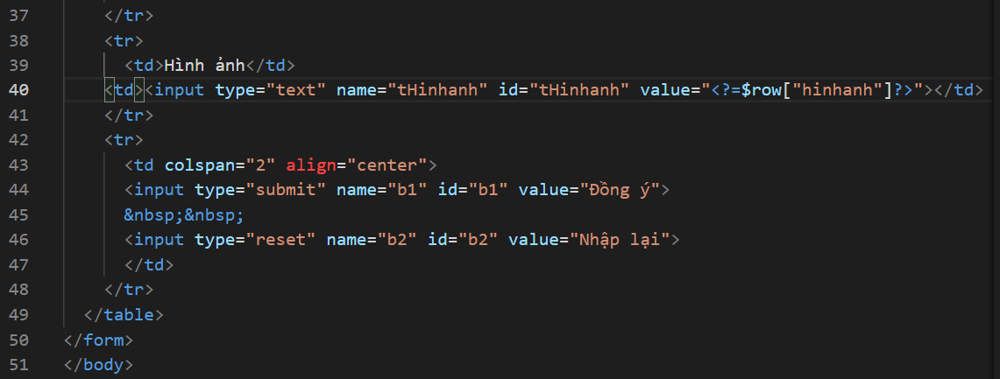 37 </tr>
38 <tr>
39 <td>Hình ảnh</td>
40 <td><input type="text" name="tHinhanh" id="tHinhanh" value="<?=$row["hinhanh"]?>"></td>
41 </tr>
42 <tr>
43 <td colspan="2" align="center">
44 <input type="submit" name="b1" id="b1" value="Đồng ý">
45 &nbsp;&nbsp;
46 <input type="reset" name="b2" id="b2" value="Nhập lại">
47 </td>
48 </tr>
49 </table>
50 </form>
51 </body>